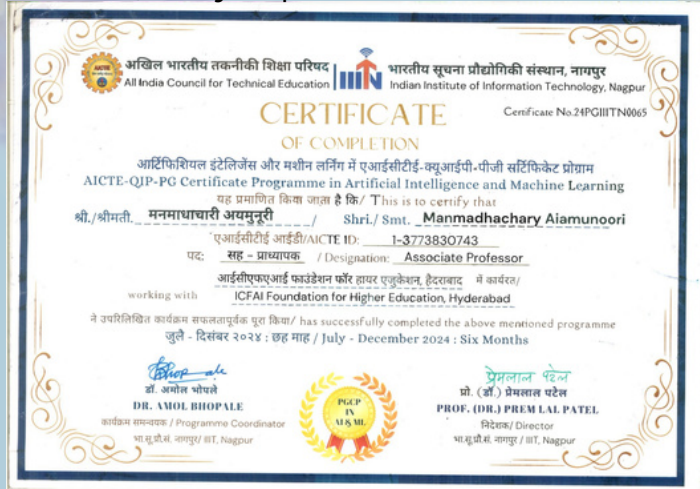 अखिल भारतीय तकनीकी शिक्षा परिषद
All India Council for Technical Education
भारतीय सूचना प्रौद्योगिकी संस्थान, नागपुर
Indian Institute of Information Technology, Nagpur
CERTIFICATE
Certificate No.24PGIIITN0065
OF COMPLETION
आर्टिफिशियल इंटेलिजेंस और मशीन लर्निंग में एआईसीटीई-क्यूआईपी-पीजी सर्टिफिकेट प्रोग्राम
AICTE-QIP-PG Certificate Programme in Artificial Intelligence and Machine Learning
यह प्रमाणित किया जाता है कि/ This is to certify that
श्री./श्रीमती. मनमाधाचारी अयमुनूरी / Shri./ Smt. Manmadhachary Aiamunoori
एआईसीटीई आईडी/AICTE ID: 1-3773830743
पद: सह - प्राध्यापक / Designation: Associate Professor
आईसीएफएआई फाउंडेशन फॉर हायर एजुकेशन, हैदराबाद में कार्यरत/
working with ICFAI Foundation for Higher Education, Hyderabad
ने उपरिलिखित कार्यक्रम सफलतापूर्वक पूरा किया/ has successfully completed the above mentioned programme
जुलै - दिसंबर २०२४ : छह माह / July - December 2024 : Six Months
Bhopale
डॉ. अमोल भोपले
DR. AMOL BHOPALE
कार्यक्रम समन्वयक / Programme Coordinator
भा.सू.प्रौ.सं. नागपुर/ IIIT, Nagpur
PGCP
IN
AI & ML
प्रेमलाल पटेल
प्रो. (डॉ.) प्रेमलाल पटेल
PROF. (DR.) PREM LAL PATEL
निदेशक/ Director
भा.सू.प्रौ.सं. नागपुर / IIIT, Nagpur